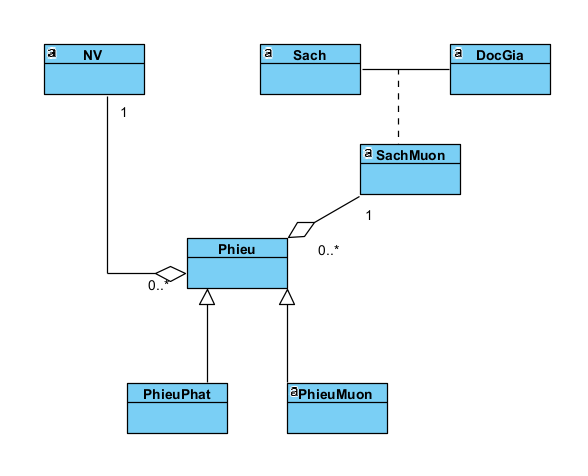 a NV
a Sach
a DocGia
1
a SachMuon
1
Phieu
0..*
0..*
PhieuPhat
a PhieuMuon